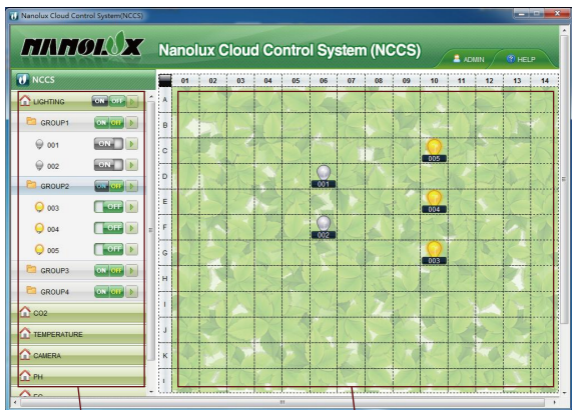 Nanolux Cloud Control System(NCCS)
NANOLUX Nanolux Cloud Control System (NCCS)
ADMIN HELP
NCCS
01 02 03 04 05 06 07 08 09 10 11 12 13 14
LIGHTING ON OFF
GROUP1 ON OFF
001 ON
002 ON
GROUP2 ON OFF
003 OFF
004 OFF
005 OFF
GROUP3 ON OFF
GROUP4 ON OFF
CO2
TEMPERATURE
CAMERA
PH
A
B
C
D
E
F
G
H
I
J
K
005
001
004
002
003